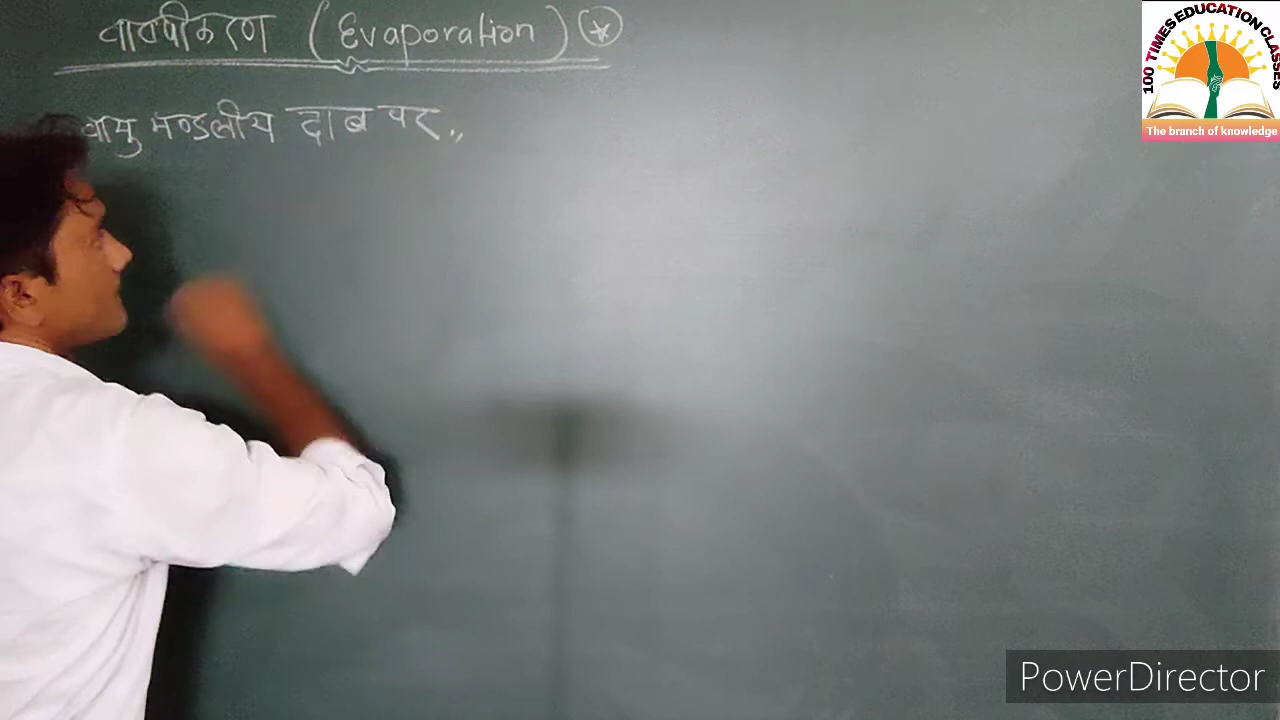 वाष्पीकरण (Evaporation)
वायु मण्डलीय दाब पर,,
100 TIMES EDUCATION CLASSES
The branch of knowledge
PowerDirector